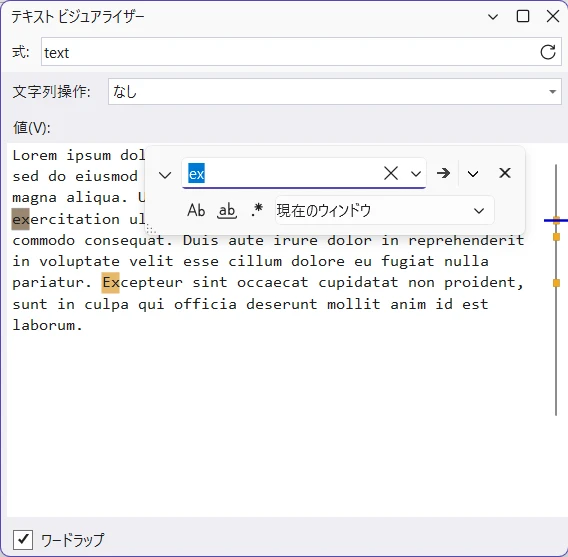 テキスト ビジュアライザー
式: text
文字列操作: なし
値(V):
Lorem ipsum dol
sed do eiusmod
ex
magna aliqua. U
Ab ab .* 現在のウィンドウ
exercitation ul
commodo consequat. Duis aute irure dolor in reprehenderit
in voluptate velit esse cillum dolore eu fugiat nulla
pariatur. Excepteur sint occaecat cupidatat non proident,
sunt in culpa qui officia deserunt mollit anim id est
laborum.
ワードラップ